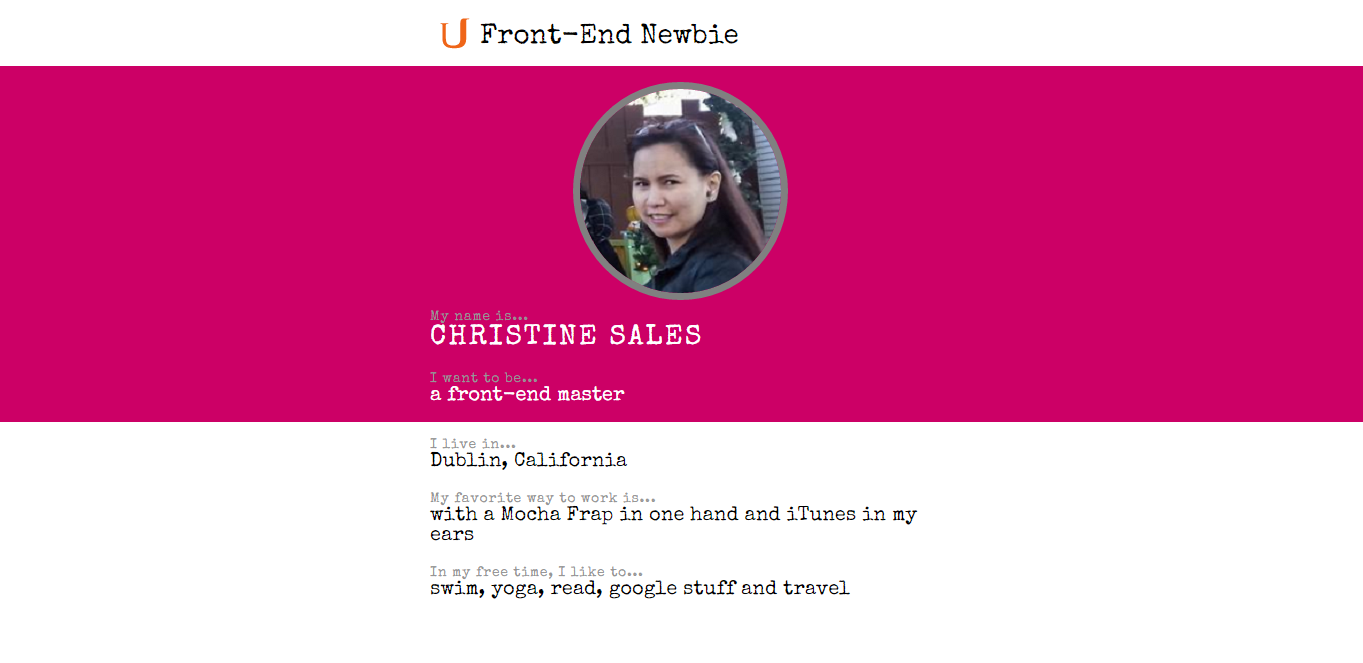 U Front-End Newbie
My name is...
CHRISTINE SALES
I want to be...
a front-end master
I live in...
Dublin, California
My favorite way to work is...
with a Mocha Frap in one hand and iTunes in my
ears
In my free time, I like to...
swim, yoga, read, google stuff and travel